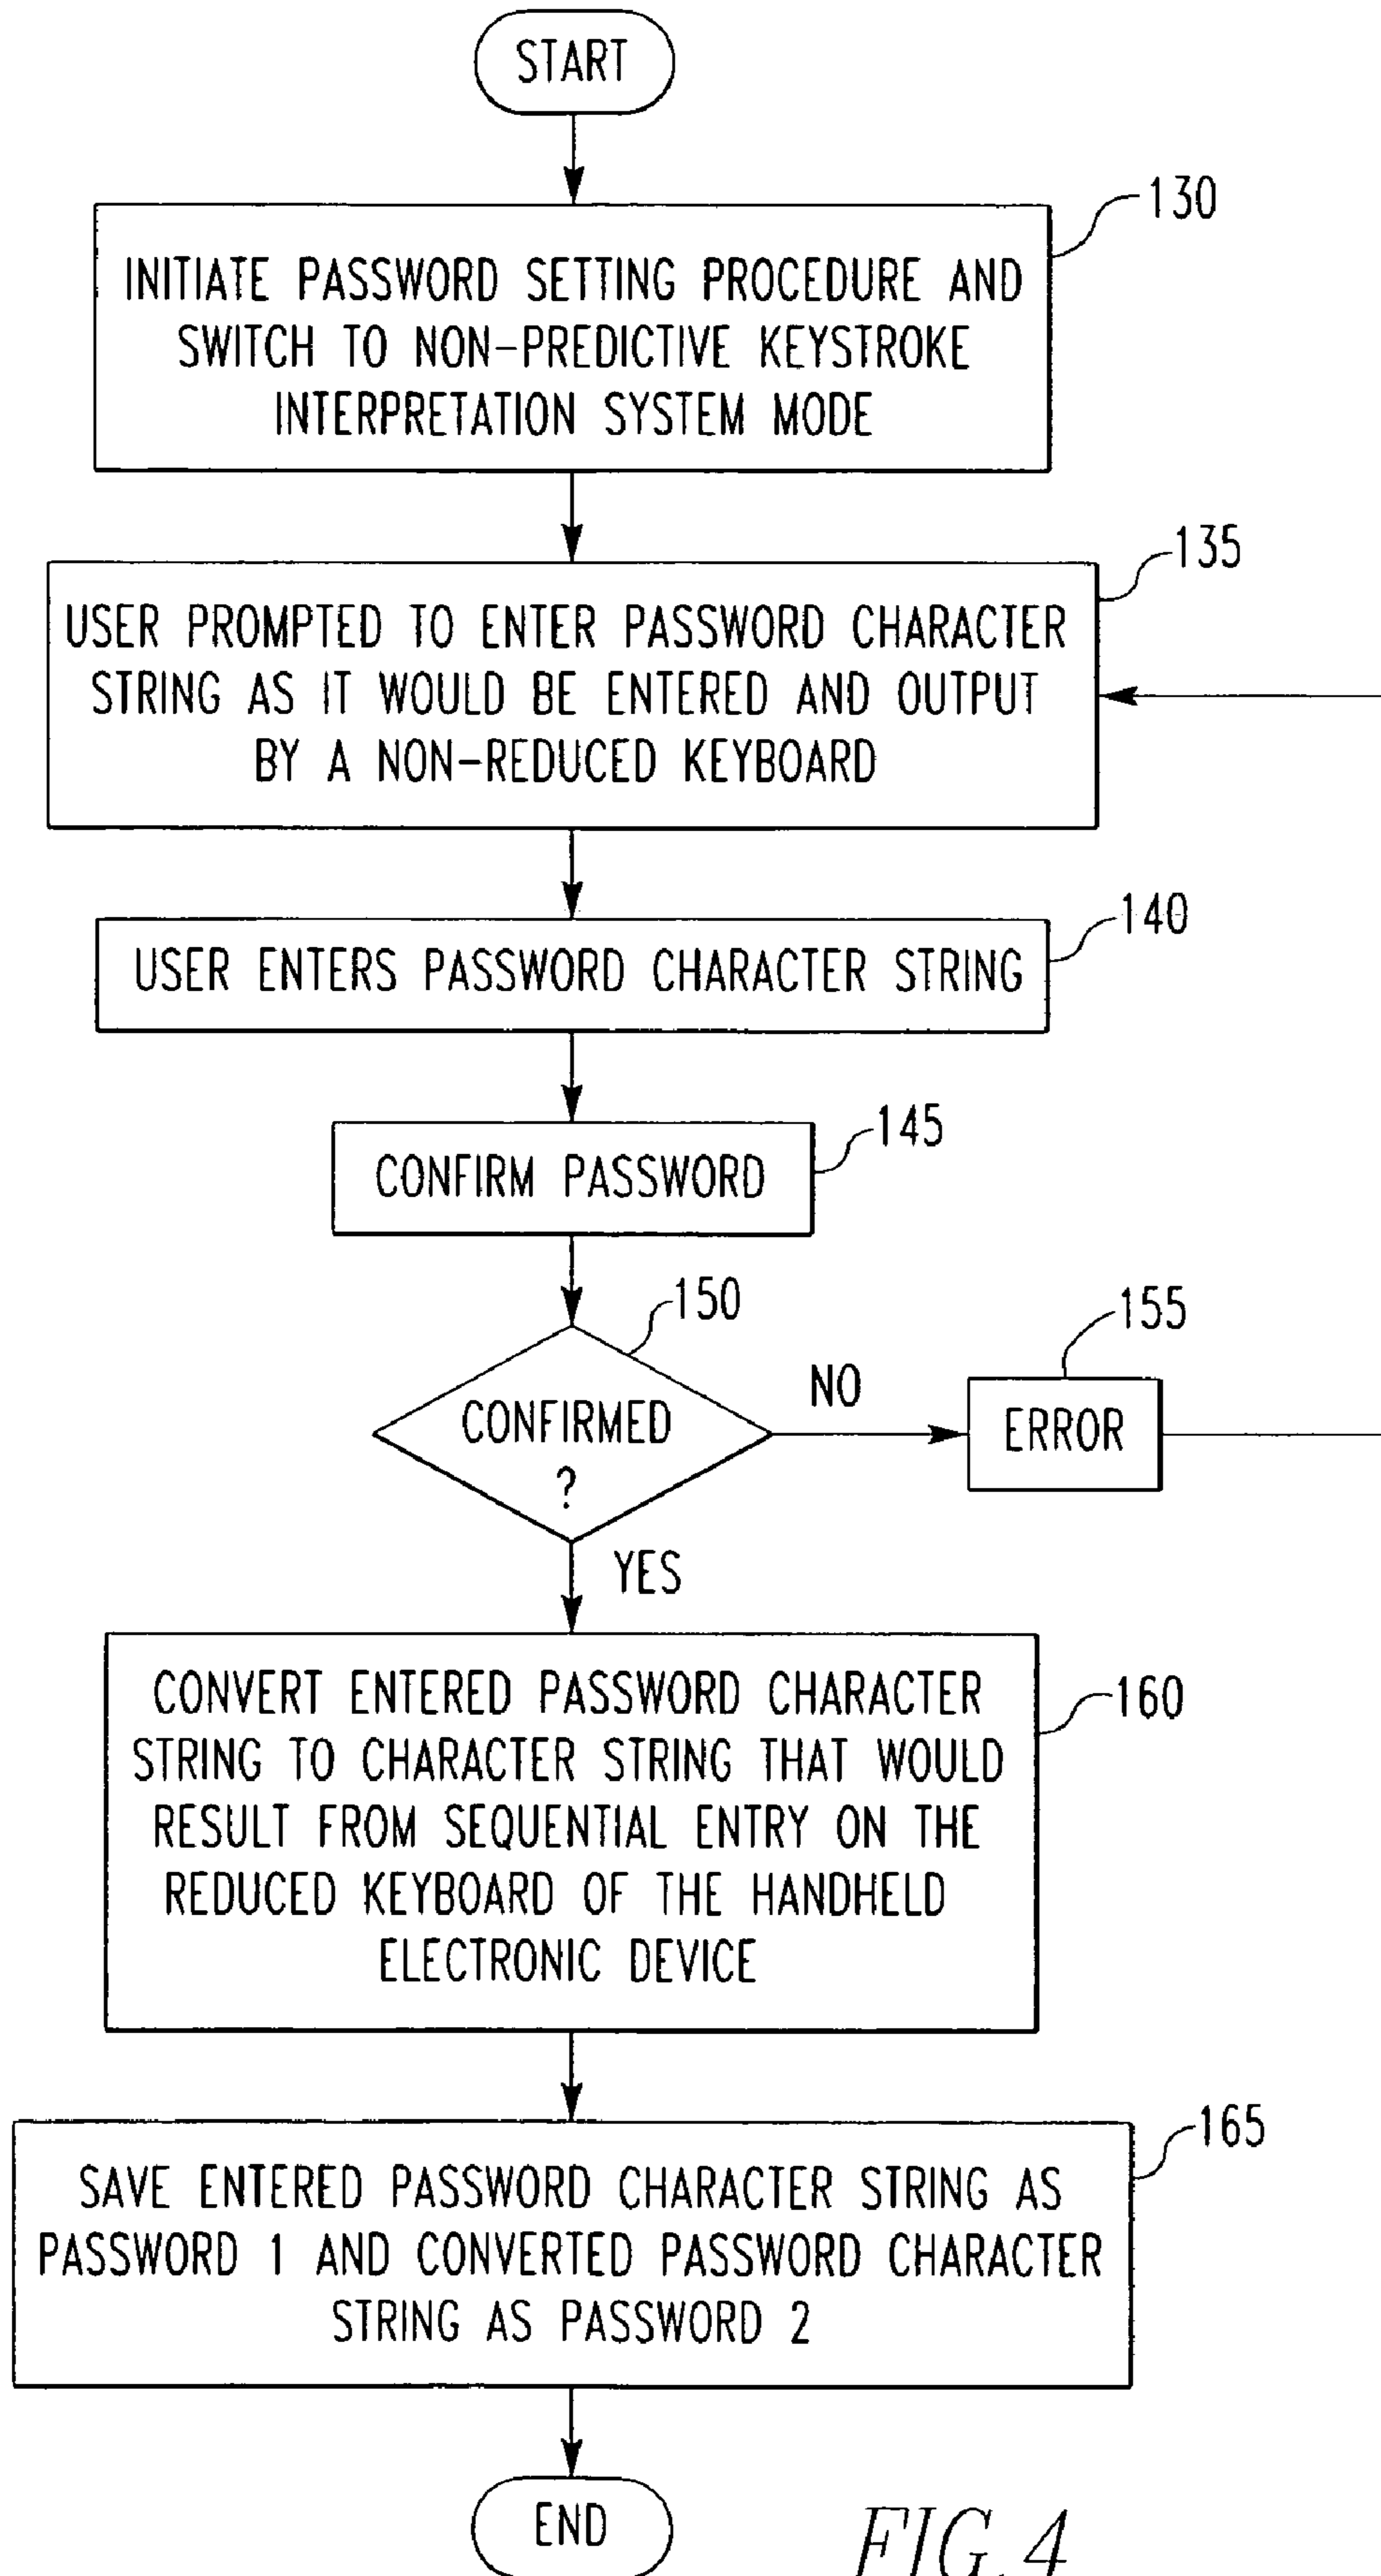 START
130
INITIATE PASSWORD SETTING PROCEDURE AND
SWITCH TO NON-PREDICTIVE KEYSTROKE
INTERPRETATION SYSTEM MODE
135
USER PROMPTED TO ENTER PASSWORD CHARACTER
STRING AS IT WOULD BE ENTERED AND OUTPUT
BY A NON-REDUCED KEYBOARD
140
USER ENTERS PASSWORD CHARACTER STRING
145
CONFIRM PASSWORD
150
155
NO
CONFIRMED
?
ERROR
YES
160
CONVERT ENTERED PASSWORD CHARACTER
STRING TO CHARACTER STRING THAT WOULD
RESULT FROM SEQUENTIAL ENTRY ON THE
REDUCED KEYBOARD OF THE HANDHELD
ELECTRONIC DEVICE
165
SAVE ENTERED PASSWORD CHARACTER STRING AS
PASSWORD 1 AND CONVERTED PASSWORD CHARACTER
STRING AS PASSWORD 2
END
FIG. 4